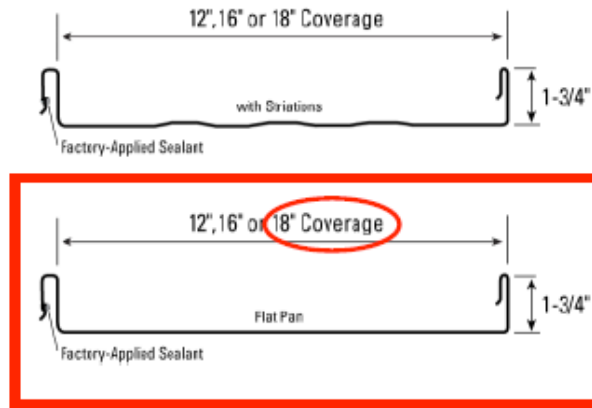 12",16" or 18" Coverage
with Striations
1-3/4"
Factory-Applied Sealant
12",16" or 18" Coverage
Flat Pan
1-3/4"
Factory-Applied Sealant